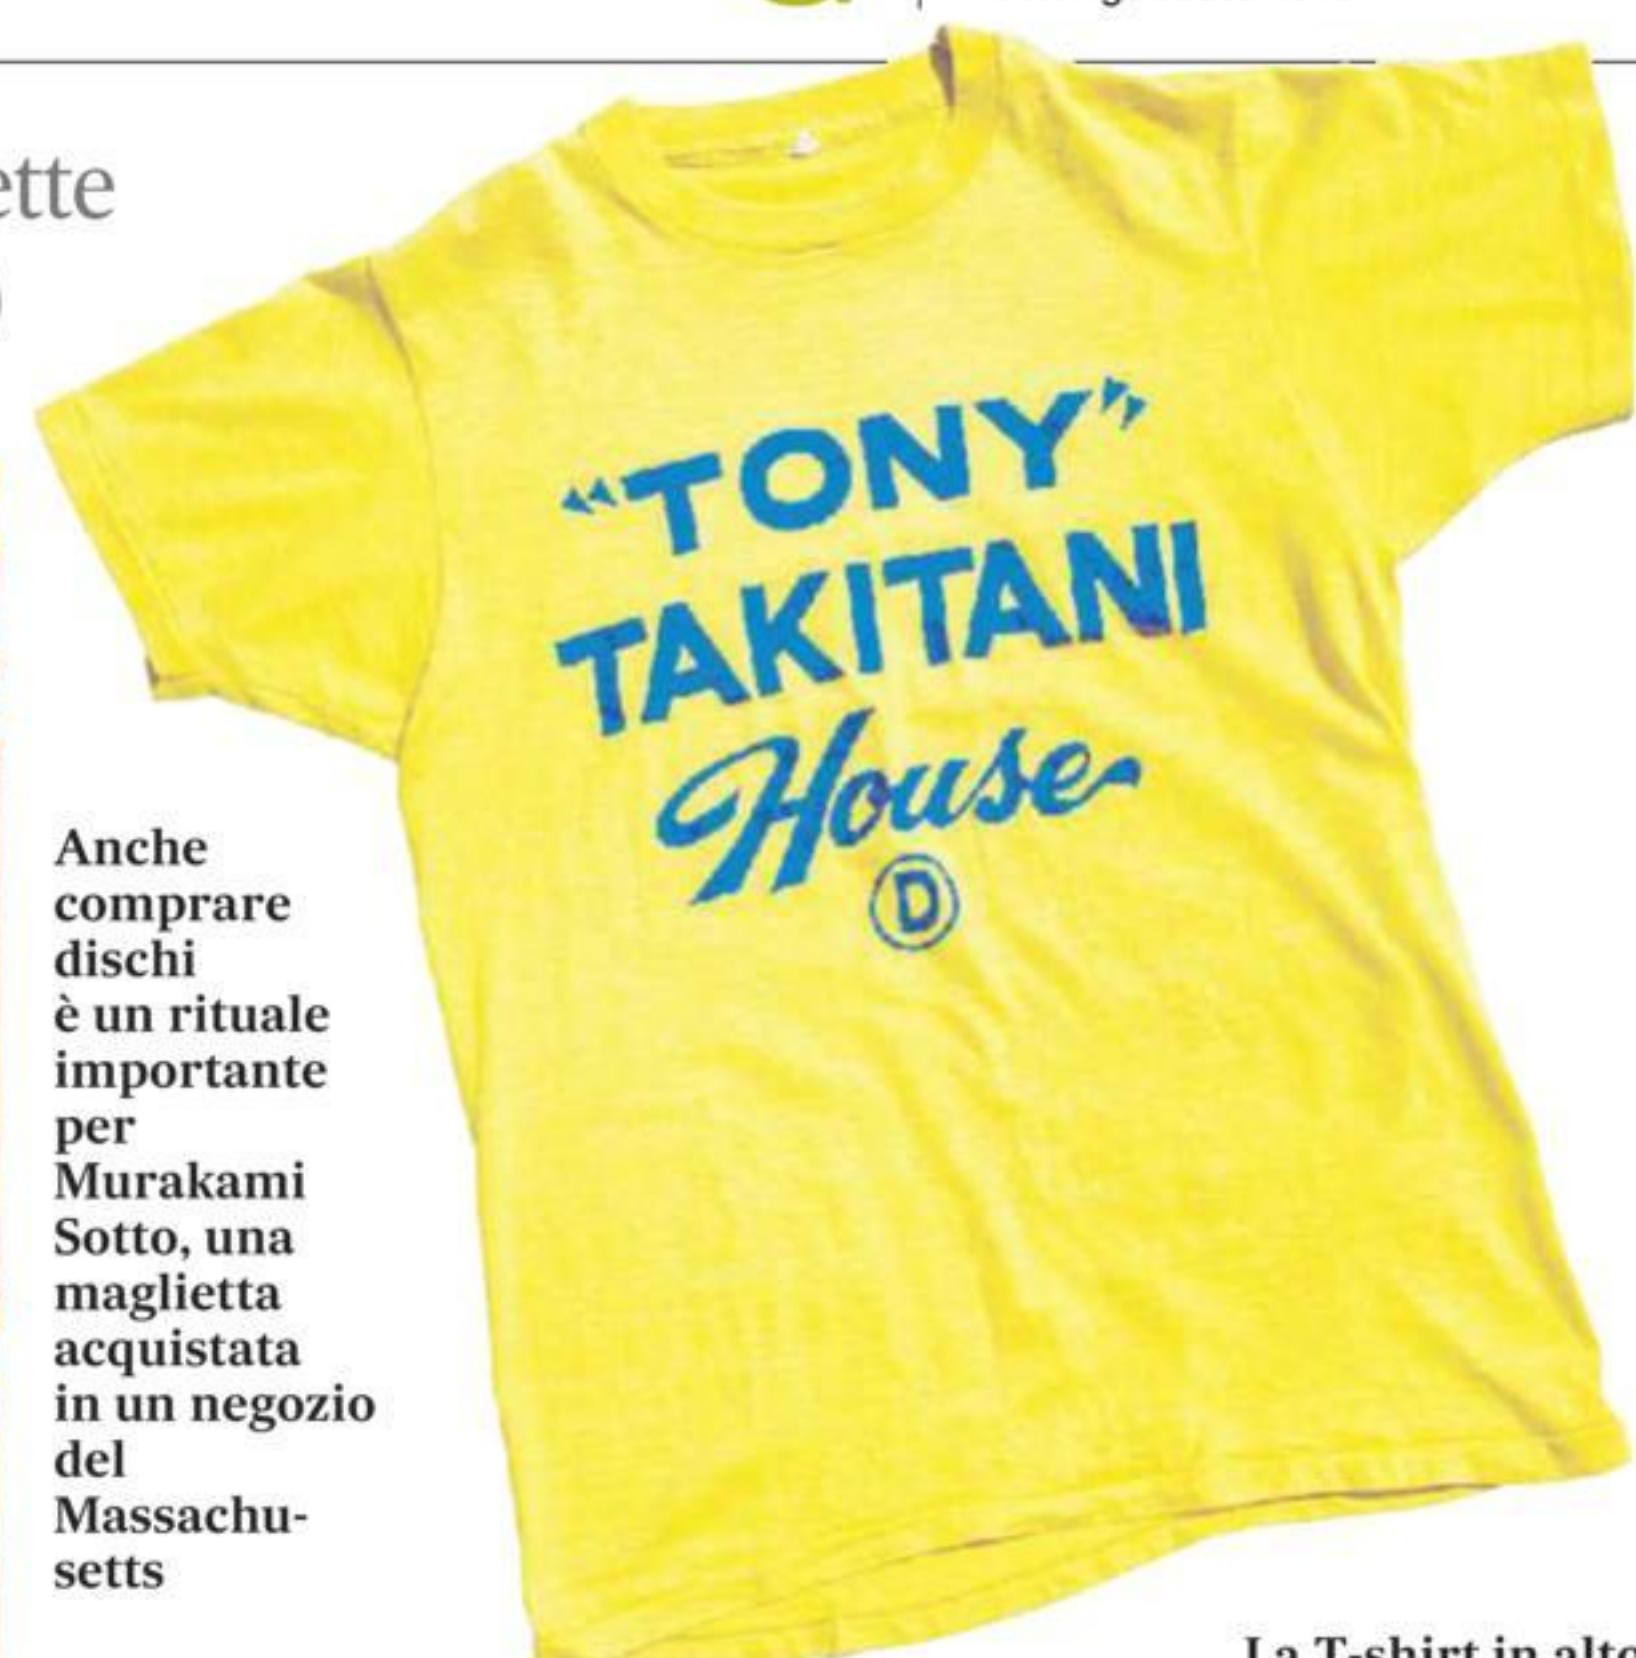 ette
“TONY”
TAKITANI
House
D
Anche
comprare
dischi
è un rituale
importante
per
Murakami
Sotto, una
maglietta
acquistata
in un negozio
del
Massachu-
setts
La T-shirt in alto